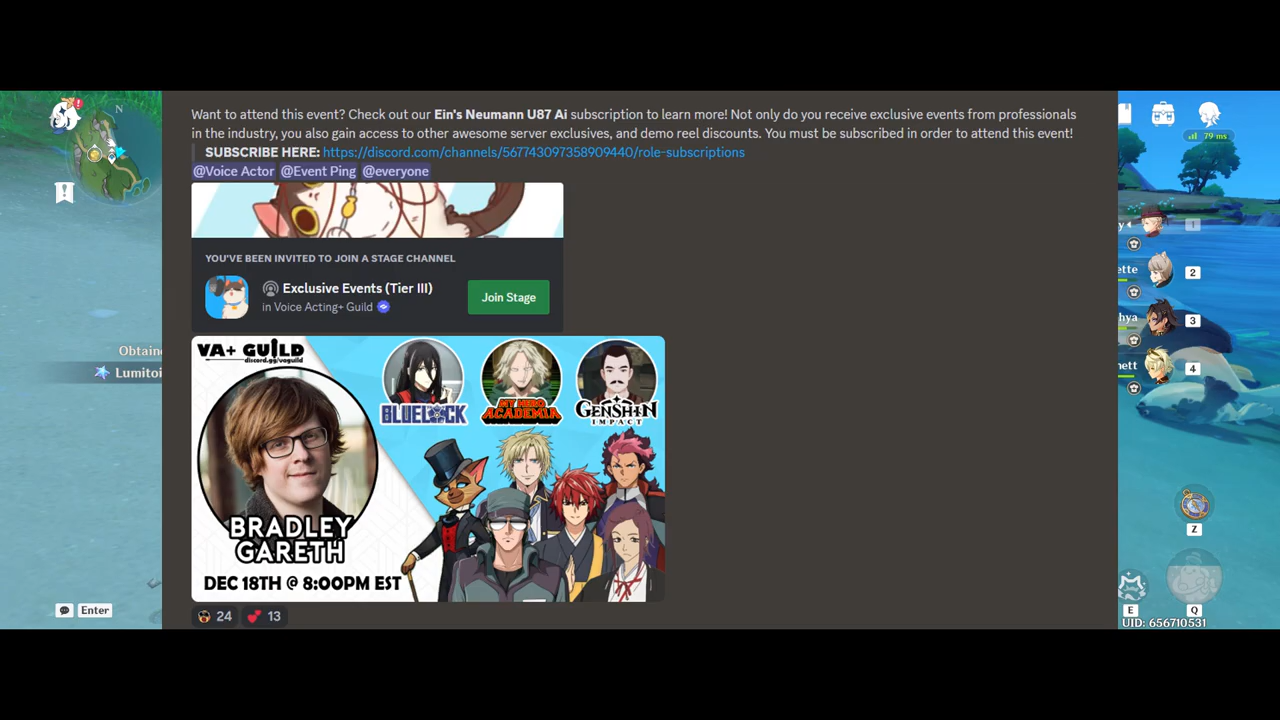 Want to attend this event? Check out our Ein's Neumann U87 Ai subscription to learn more! Not only do you receive exclusive events from professionals
in the industry, you also gain access to other awesome server exclusives, and demo reel discounts. You must be subscribed in order to attend this event!
SUBSCRIBE HERE: https://discord.com/channels/567743097358909440/role-subscriptions
@Voice Actor @Event Ping @everyone
YOU'VE BEEN INVITED TO JOIN A STAGE CHANNEL
Exclusive Events (Tier III)
in Voice Acting+ Guild
Join Stage
VA+ GUILD
discord.gg/vaguild
BLUELOCK
MY HERO
ACADEMIA
GENSHIN
IMPACT
BRADLEY
GARETH
DEC 18TH @ 8:00PM EST
24 13
N
Obtaine
Lumitoi
Enter
79 ms
y 1
ette 2
hya 3
nett 4
Z
E Q
UID: 656710531